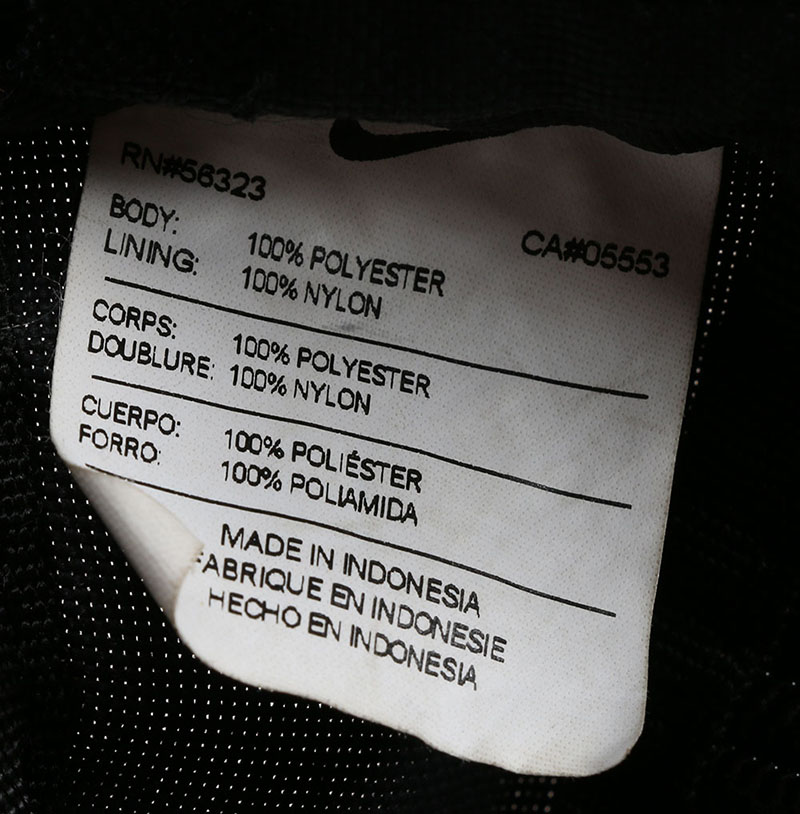 RN#56323
CA#05553
BODY: 100% POLYESTER
LINING: 100% NYLON
CORPS: 100% POLYESTER
DOUBLURE: 100% NYLON
CUERPO: 100% POLIÉSTER
FORRO: 100% POLIAMIDA
MADE IN INDONESIA
FABRIQUE EN INDONESIE
HECHO EN INDONESIA